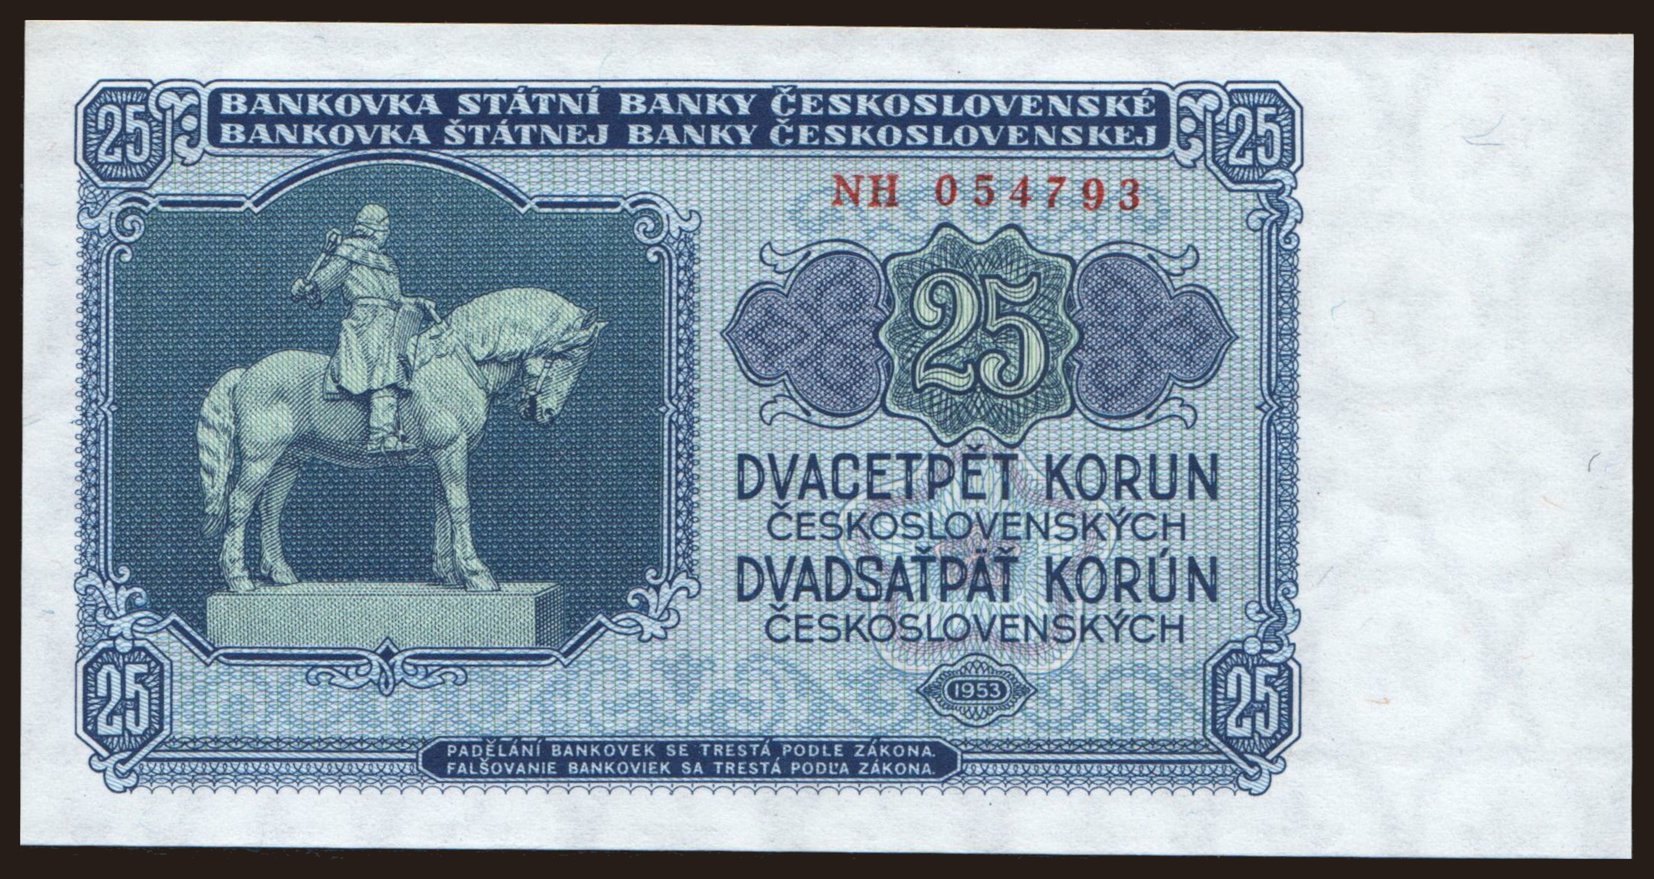 25
BANKOVKA STÁTNÍ BANKY ČESKOSLOVENSKÉ
BANKOVKA ŠTÁTNEJ BANKY ČESKOSLOVENSKEJ
25
NH 054793
25
DVACETPĚT KORUN
ČESKOSLOVENSKÝCH
DVADSAŤPÄŤ KORÚN
ČESKOSLOVENSKÝCH
25
1953
25
PADĚLÁNÍ BANKOVEK SE TRESTÁ PODLE ZÁKONA.
FALŠOVANIE BANKOVIEK SA TRESTÁ PODĽA ZÁKONA.